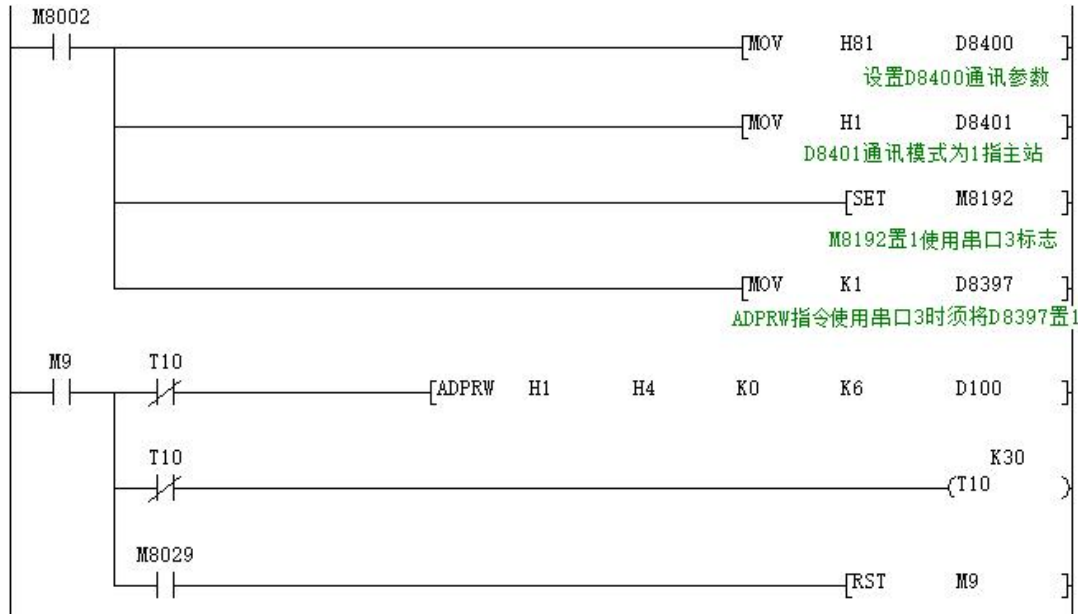 M8002
MOV H81 D8400
设置D8400通讯参数
MOV H1 D8401
D8401通讯模式为1指主站
SET M8192
M8192置1使用串口3标志
MOV K1 D8397
ADPRW指令使用串口3时须将D8397置1
M9 T10
ADPRW H1 H4 K0 K6 D100
T10 K30
T10
M8029
RST M9